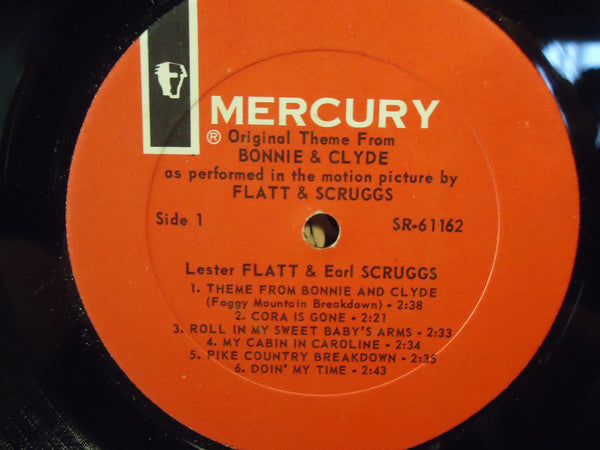 MERCURY
® Original Theme From
BONNIE & CLYDE
as performed in the motion picture by
FLATT & SCRUGGS
Side 1 SR-61162
Lester FLATT & Earl SCRUGGS
1. THEME FROM BONNIE AND CLYDE
(Foggy Mountain Breakdown) - 2:38
2. CORA IS GONE - 2:21
3. ROLL IN MY SWEET BABY'S ARMS - 2:33
4. MY CABIN IN CAROLINE - 2:34
5. PIKE COUNTRY BREAKDOWN - 2:35
6. DOIN' MY TIME - 2:43